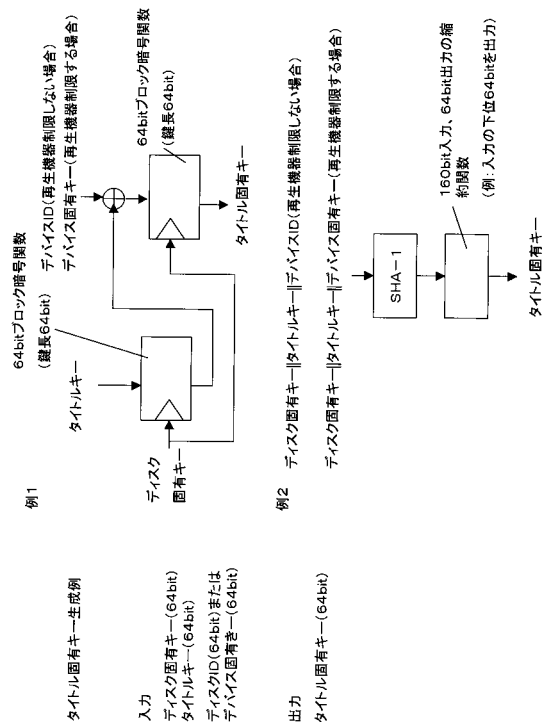 タイトル固有キー生成例
入力
ディスク固有キー(64bit)
タイトルキー(64bit)
ディスクID(64bit)または
デバイス固有きー(64bit)
出力
タイトル固有キー(64bit)
例1
64bitブロック暗号関数
(鍵長64bit)
タイトルキー
ディスク
固有キー
デバイスID(再生機器制限しない場合)
デバイス固有キー(再生機器制限する場合)
64bitブロック暗号関数
(鍵長64bit)
タイトル固有キー
例2
ディスク固有キー||タイトルキー||デバイスID(再生機器制限しない場合)
ディスク固有キー||タイトルキー||デバイス固有キー(再生機器制限する場合)
SHA-1
160bit入力、64bit出力の縮
約関数
(例:入力の下位64bitを出力)
タイトル固有キー